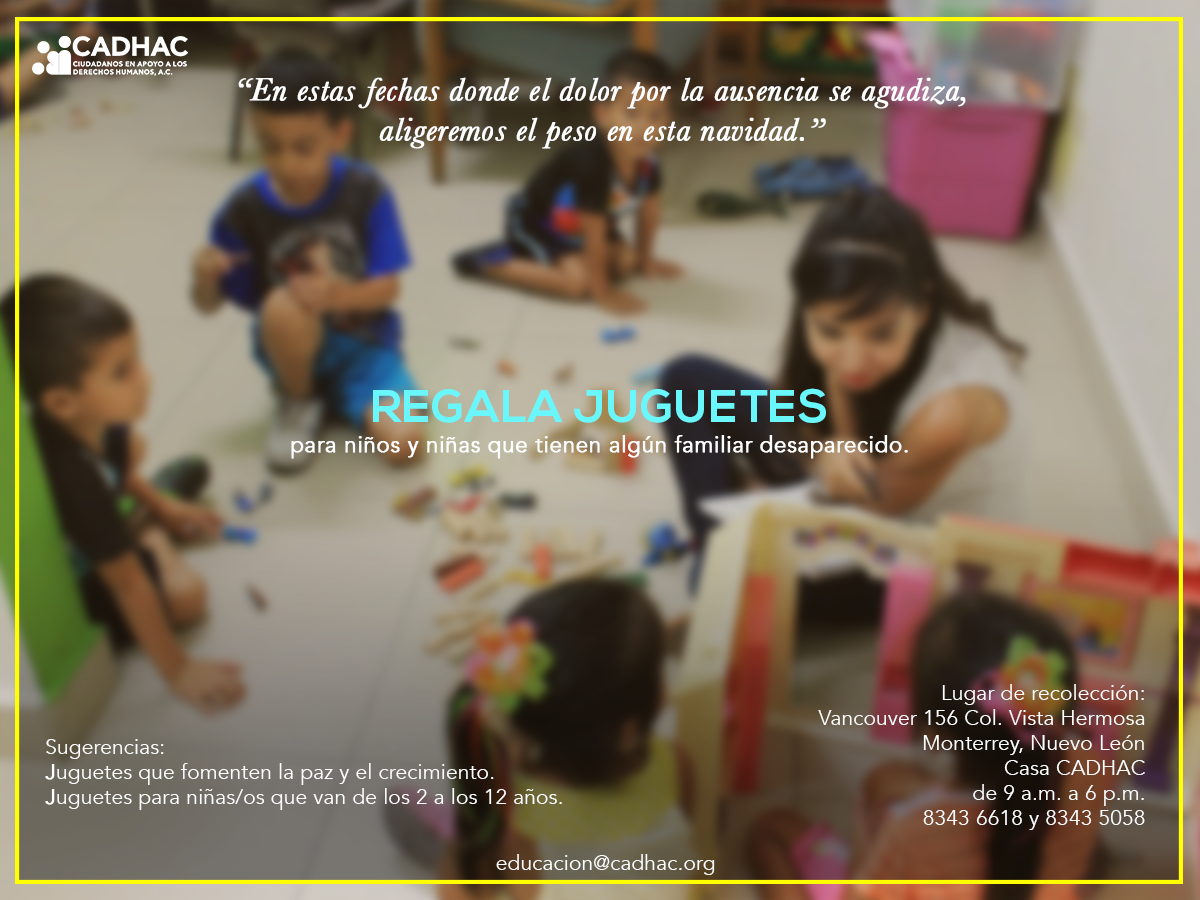 CADHAC
CIUDADANOS EN APOYO A LOS
DERECHOS HUMANOS, A.C.
“En estas fechas donde el dolor por la ausencia se agudiza,
aligeremos el peso en esta navidad.”
REGALA JUGUETES
para niños y niñas que tienen algún familiar desaparecido.
Sugerencias:
Juguetes que fomenten la paz y el crecimiento.
Juguetes para niñas/os que van de los 2 a los 12 años.
Lugar de recolección:
Vancouver 156 Col. Vista Hermosa
Monterrey, Nuevo León
Casa CADHAC
de 9 a.m. a 6 p.m.
8343 6618 y 8343 5058
educacion@cadhac.org